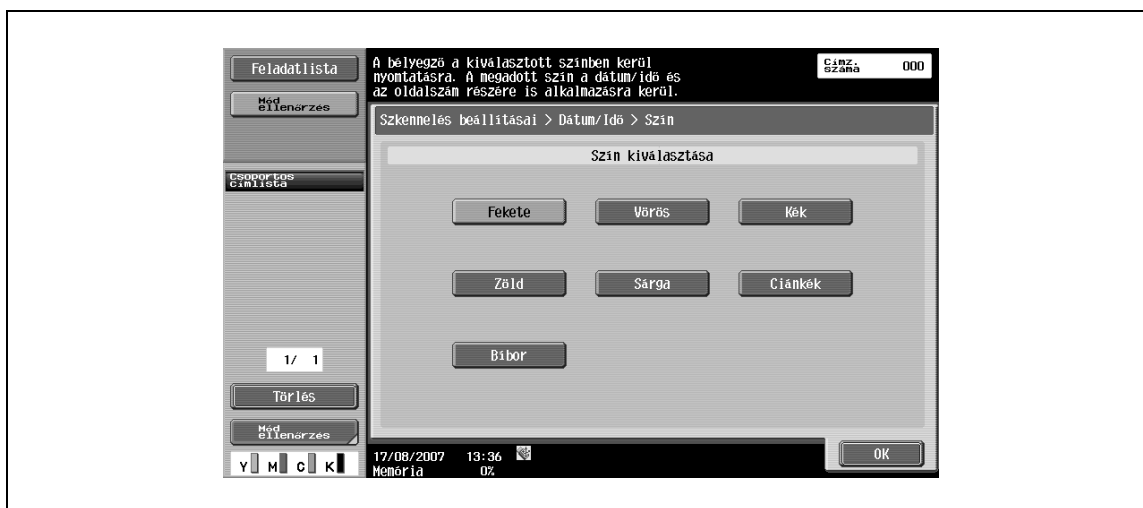 Feladatlista
Mód
ellenőrzés
A bélyegző a kiválasztott színben kerül
nyomtatásra. A megadott szín a dátum/idő és
az oldalszám részére is alkalmazásra kerül.
Címz.
száma
000
Szkennelés beállításai > Dátum/Idő > Szín
Szín kiválasztása
Csoportos
címlista
Fekete
Vörös
Kék
Zöld
Sárga
Ciánkék
Bíbor
1/ 1
Törlés
Mód
ellenőrzés
Y M C K
17/08/2007 13:36
Memória 0%
OK